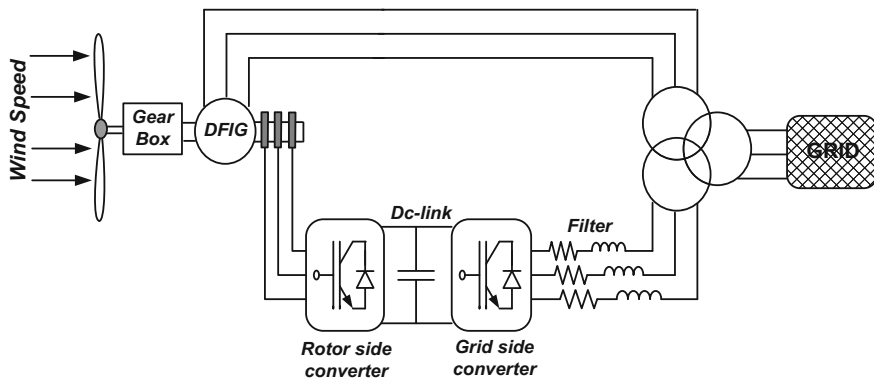 Wind Speed
Gear
Box
DFIG
GRID
Dc-link
Filter
Rotor side
converter
Grid side
converter